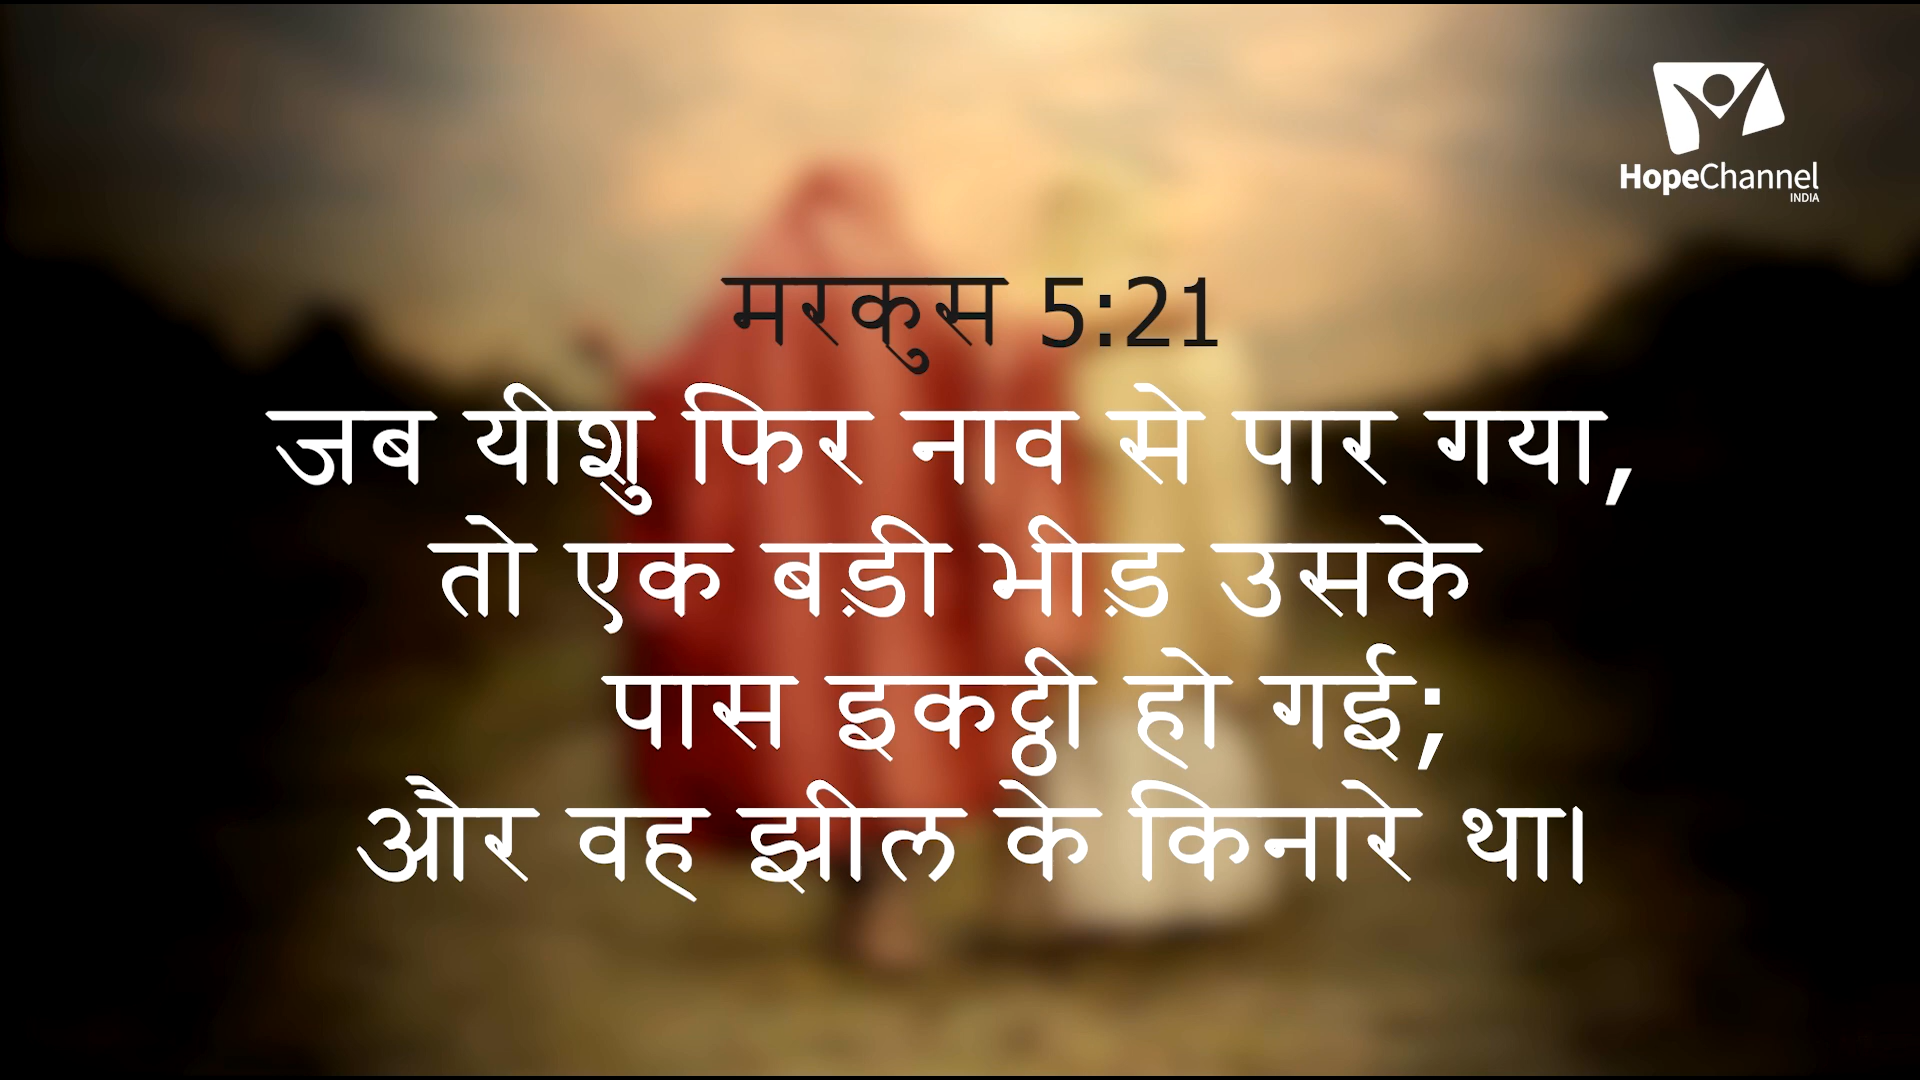 HopeChannel
INDIA
मरकुस 5:21
जब यीशु फिर नाव से पार गया,
तो एक बड़ी भीड़ उसके
पास इकट्ठी हो गई;
और वह झील के किनारे था।